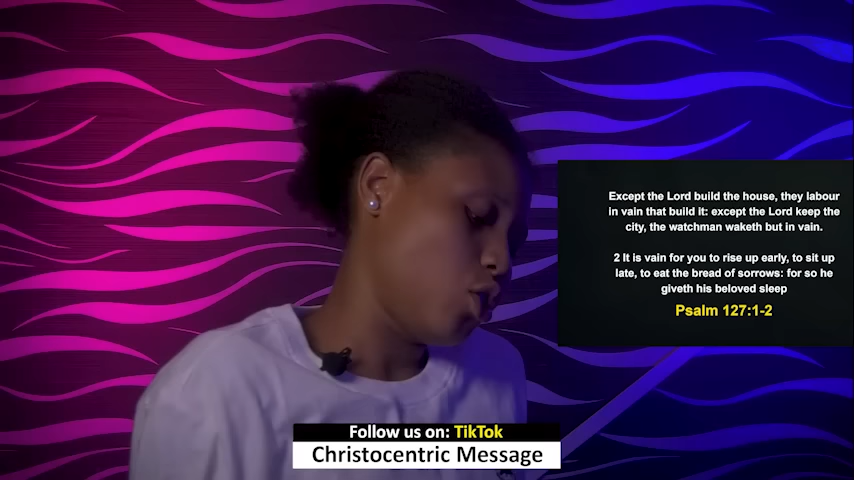 Except the Lord build the house, they labour
in vain that build it: except the Lord keep the
city, the watchman waketh but in vain.
2 It is vain for you to rise up early, to sit up
late, to eat the bread of sorrows: for so he
giveth his beloved sleep
Psalm 127:1-2
Follow us on: TikTok
Christocentric Message